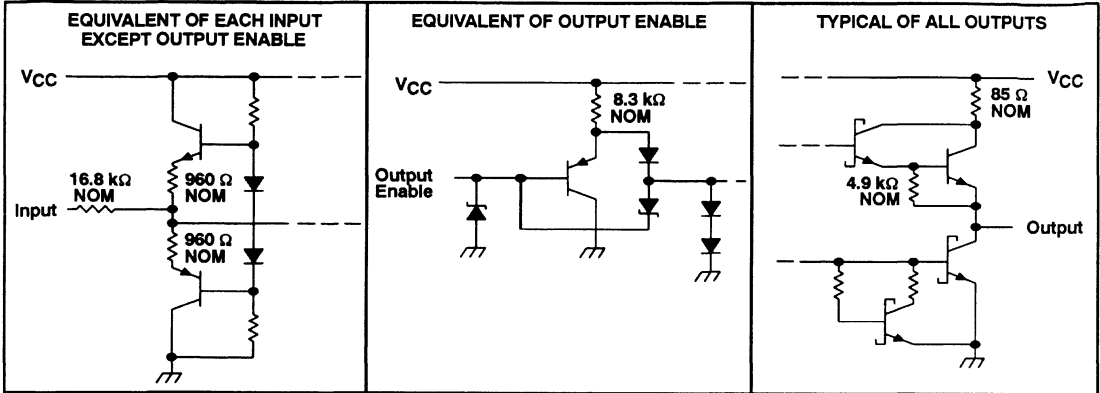 EQUIVALENT OF EACH INPUT
EXCEPT OUTPUT ENABLE
VCC
16.8 kΩ
NOM
960 Ω
NOM
Input
960 Ω
NOM
EQUIVALENT OF OUTPUT ENABLE
VCC
8.3 kΩ
NOM
Output
Enable
TYPICAL OF ALL OUTPUTS
VCC
85 Ω
NOM
4.9 kΩ
NOM
Output